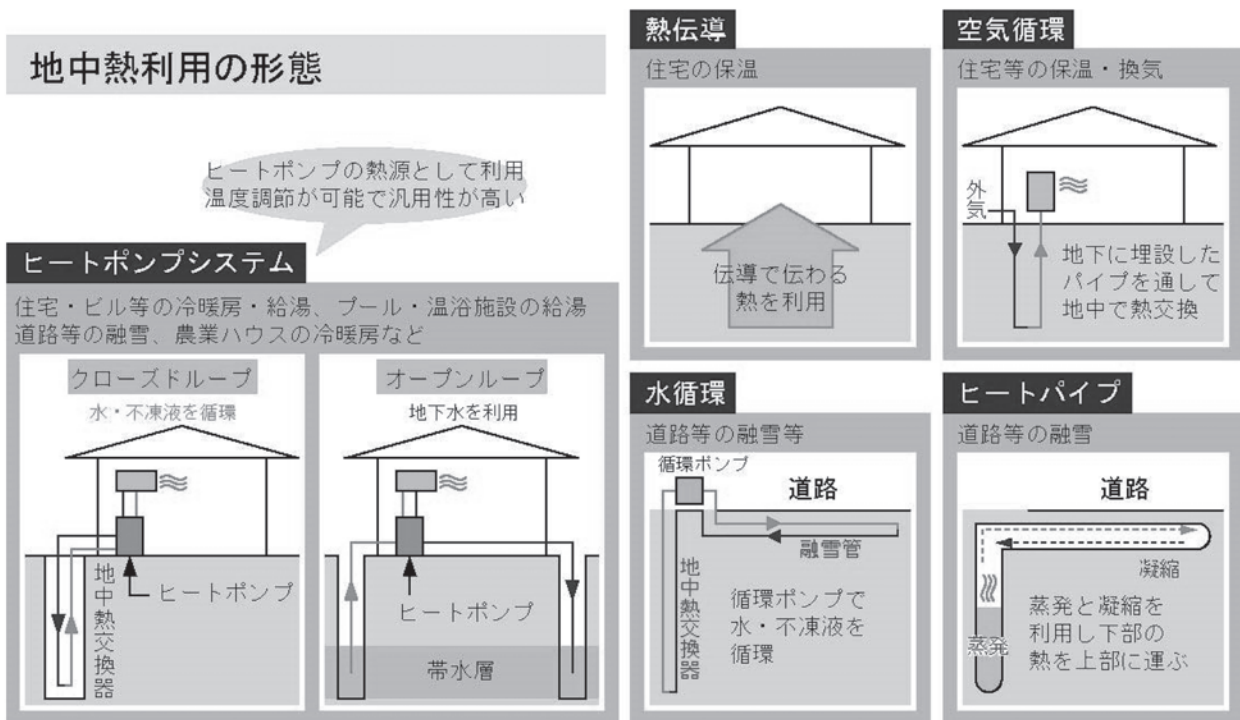 地中熱利用の形態
ヒートポンプの熱源として利用
温度調節が可能で汎用性が高い
ヒートポンプシステム
住宅・ビル等の冷暖房・給湯、プール・温浴施設の給湯
道路等の融雪、農業ハウスの冷暖房など
クローズドループ
水・不凍液を循環
地中熱交換器
ヒートポンプ
オープンループ
地下水を利用
ヒートポンプ
帯水層
熱伝導
住宅の保温
伝導で伝わる
熱を利用
空気循環
住宅等の保温・換気
外気
地下に埋設した
パイプを通して
地中で熱交換
水循環
道路等の融雪等
循環ポンプ
道路
融雪管
地中熱交換器
循環ポンプで
水・不凍液を
循環
ヒートパイプ
道路等の融雪
道路
凝縮
蒸発
蒸発と凝縮を
利用し下部の
熱を上部に運ぶ